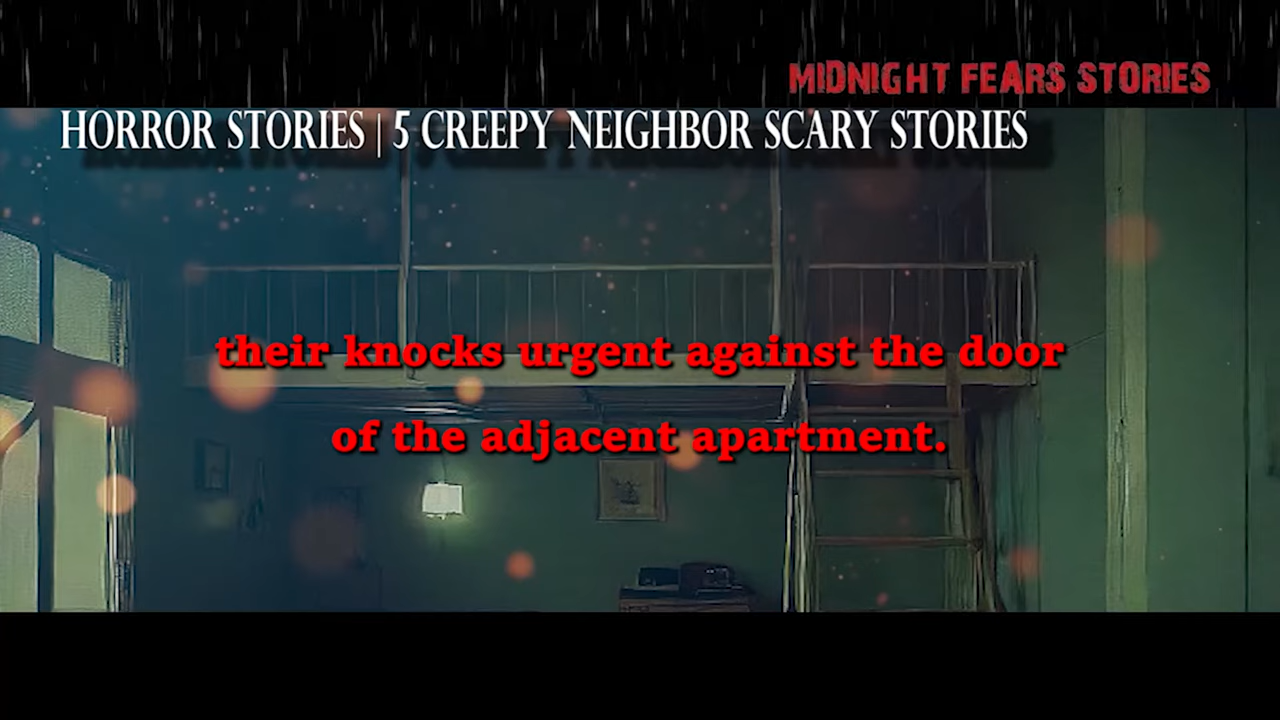 MIDNIGHT FEARS STORIES
HORROR STORIES | 5 CREEPY NEIGHBOR SCARY STORIES
their knocks urgent against the door
of the adjacent apartment.